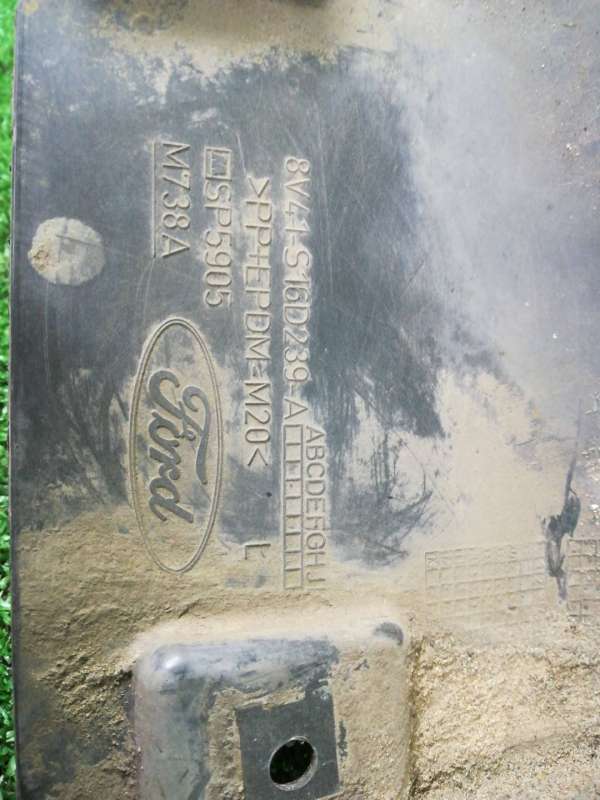 ABCDEFGHJ
8V41-S16D239-A
>PP+EPDM-M20< L
SP5905
M738A
Ford